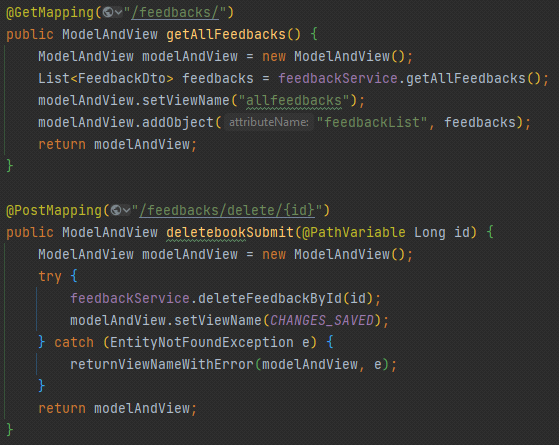 @GetMapping("/feedbacks/")
public ModelAndView getAllFeedbacks() {
    ModelAndView modelAndView = new ModelAndView();
    List<FeedbackDto> feedbacks = feedbackService.getAllFeedbacks();
    modelAndView.setViewName("allfeedbacks");
    modelAndView.addObject( attributeName: "feedbackList", feedbacks);
    return modelAndView;
}
@PostMapping("/feedbacks/delete/{id}")
public ModelAndView deletebookSubmit(@PathVariable Long id) {
    ModelAndView modelAndView = new ModelAndView();
    try {
        feedbackService.deleteFeedbackById(id);
        modelAndView.setViewName(CHANGES_SAVED);
    } catch (EntityNotFoundException e) {
        returnViewNameWithError(modelAndView, e);
    }
    return modelAndView;
}